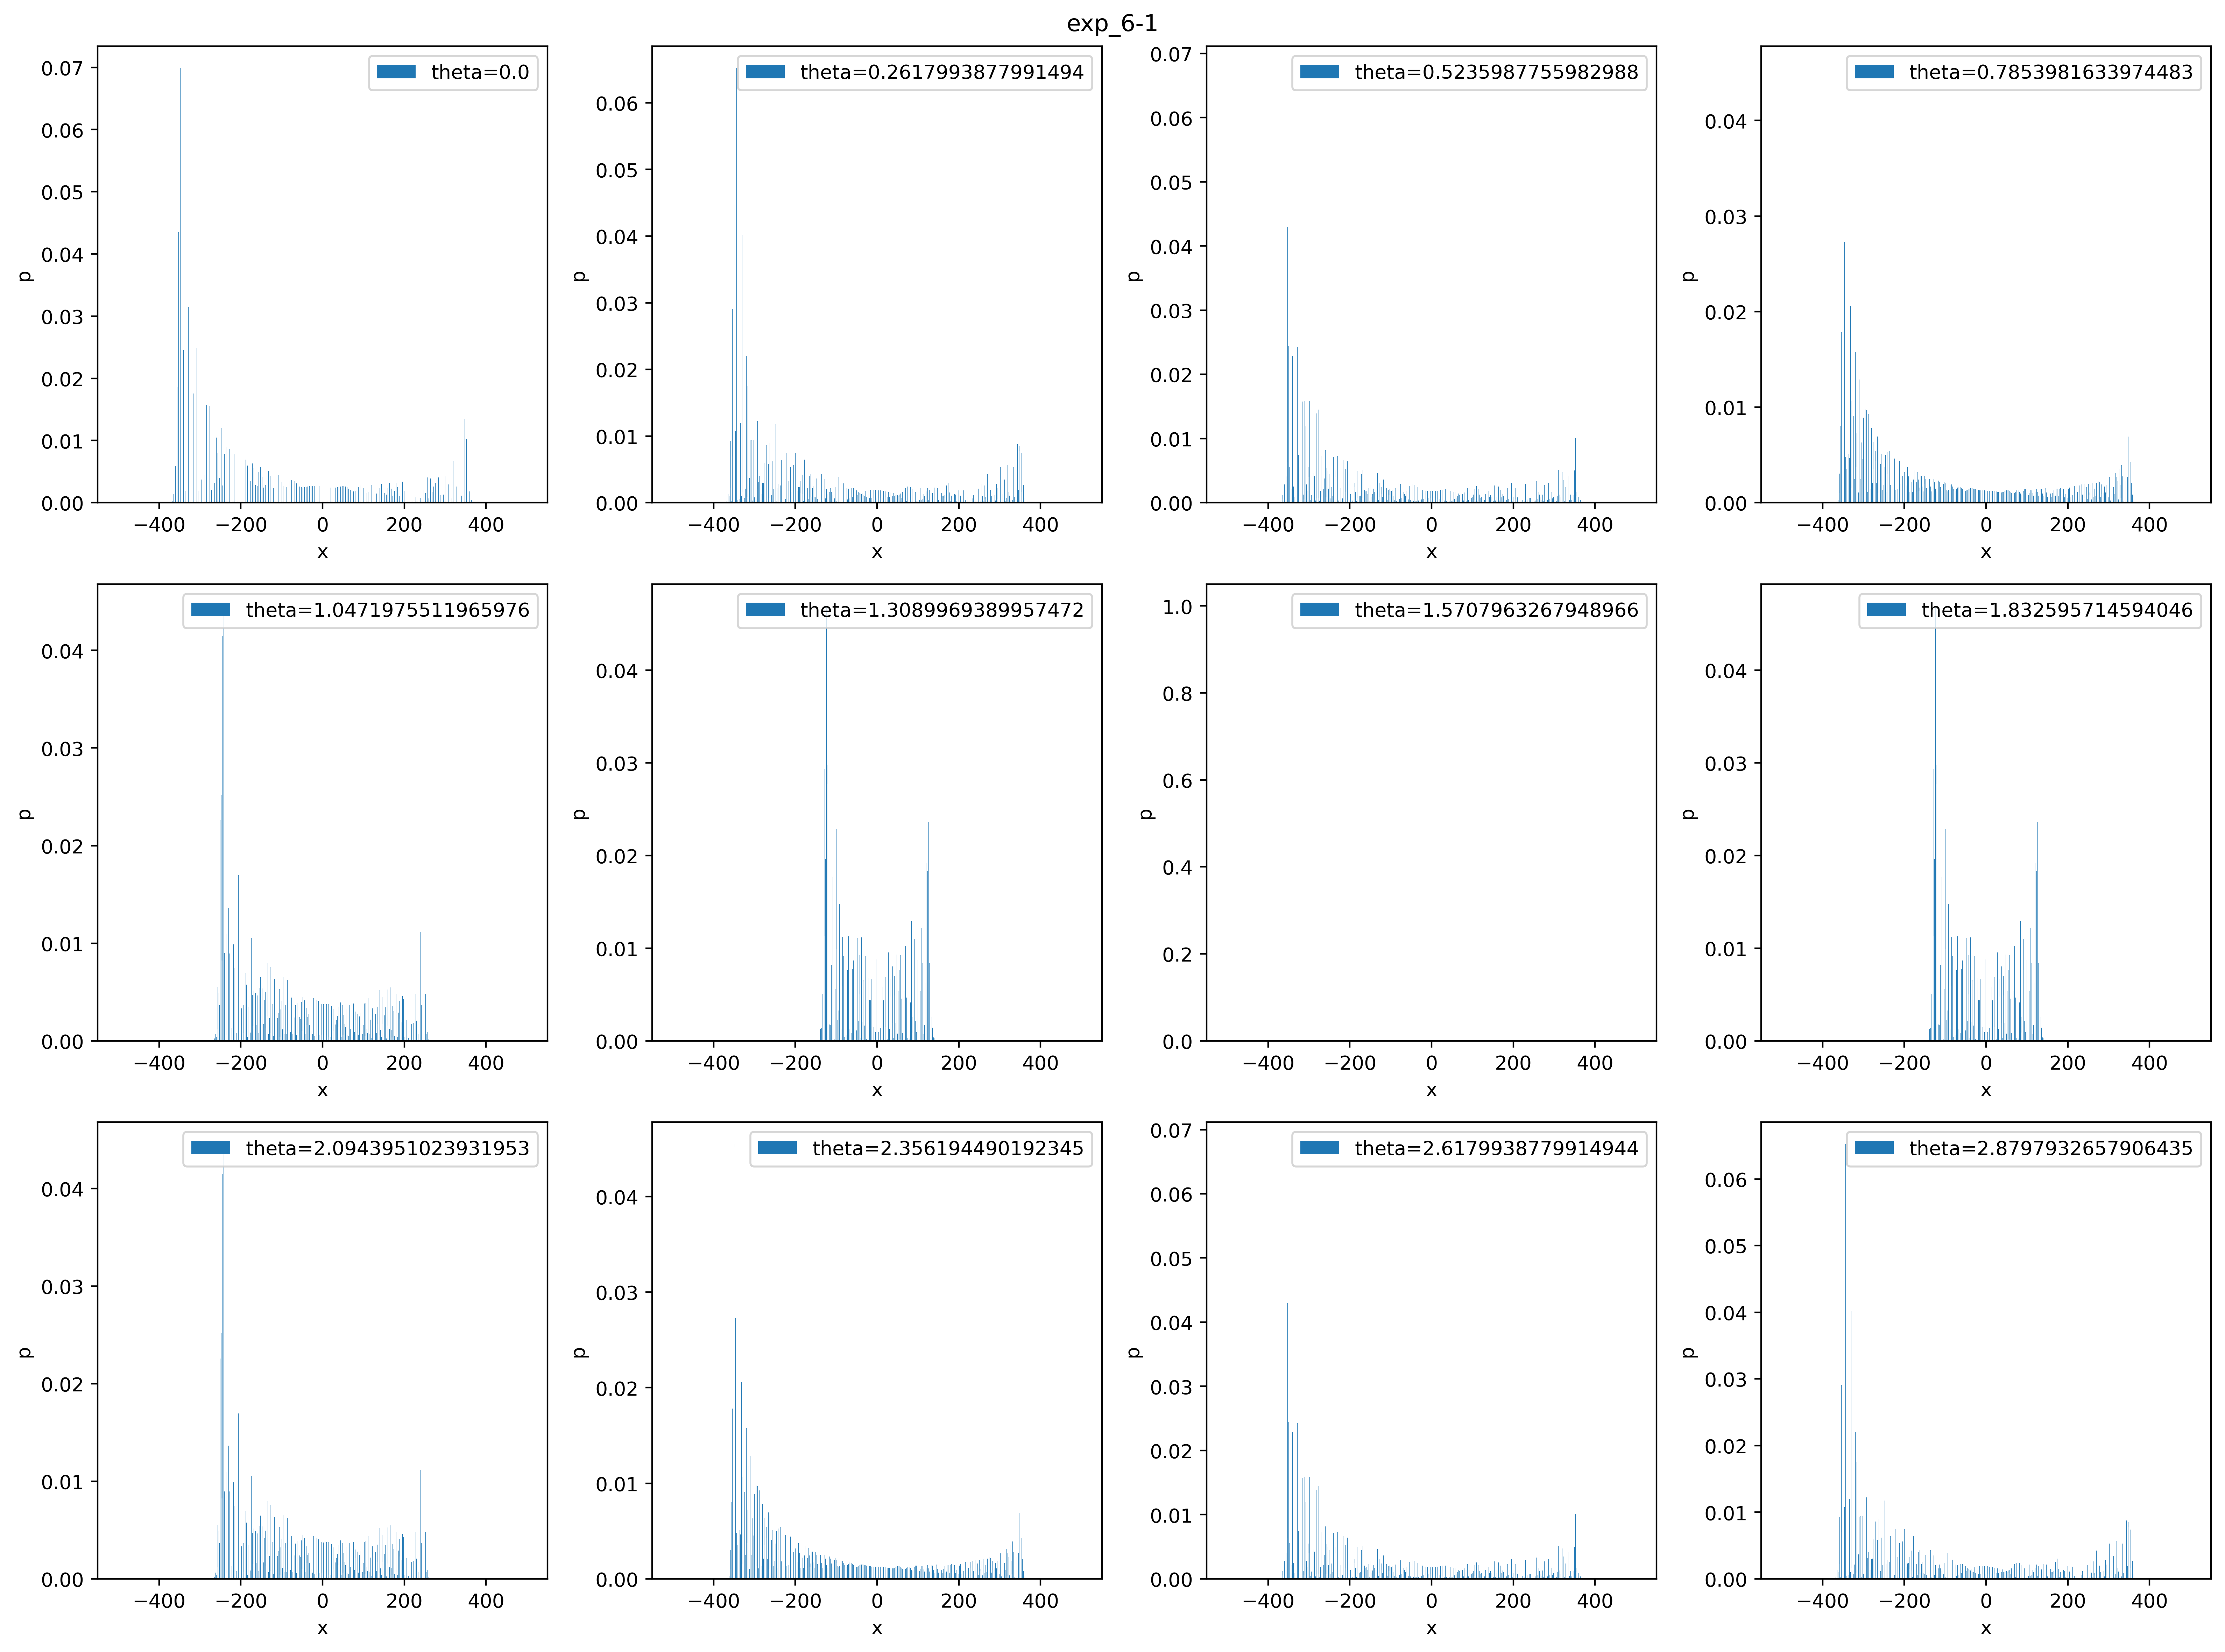 exp_6-1
theta=0.0
0.07
0.06
0.05
0.04
0.03
0.02
0.01
0.00
p
−400 −200 0 200 400
x
theta=0.2617993877991494
0.06
0.05
0.04
0.03
0.02
0.01
0.00
p
−400 −200 0 200 400
x
theta=0.5235987755982988
0.07
0.06
0.05
0.04
0.03
0.02
0.01
0.00
p
−400 −200 0 200 400
x
theta=0.7853981633974483
0.04
0.03
0.02
0.01
0.00
p
−400 −200 0 200 400
x
theta=1.0471975511965976
0.04
0.03
0.02
0.01
0.00
p
−400 −200 0 200 400
x
theta=1.3089969389957472
0.04
0.03
0.02
0.01
0.00
p
−400 −200 0 200 400
x
theta=1.5707963267948966
1.0
0.8
0.6
0.4
0.2
0.0
p
−400 −200 0 200 400
x
theta=1.832595714594046
0.04
0.03
0.02
0.01
0.00
p
−400 −200 0 200 400
x
theta=2.0943951023931953
0.04
0.03
0.02
0.01
0.00
p
−400 −200 0 200 400
x
theta=2.356194490192345
0.04
0.03
0.02
0.01
0.00
p
−400 −200 0 200 400
x
theta=2.6179938779914944
0.07
0.06
0.05
0.04
0.03
0.02
0.01
0.00
p
−400 −200 0 200 400
x
theta=2.8797932657906435
0.06
0.05
0.04
0.03
0.02
0.01
0.00
p
−400 −200 0 200 400
x